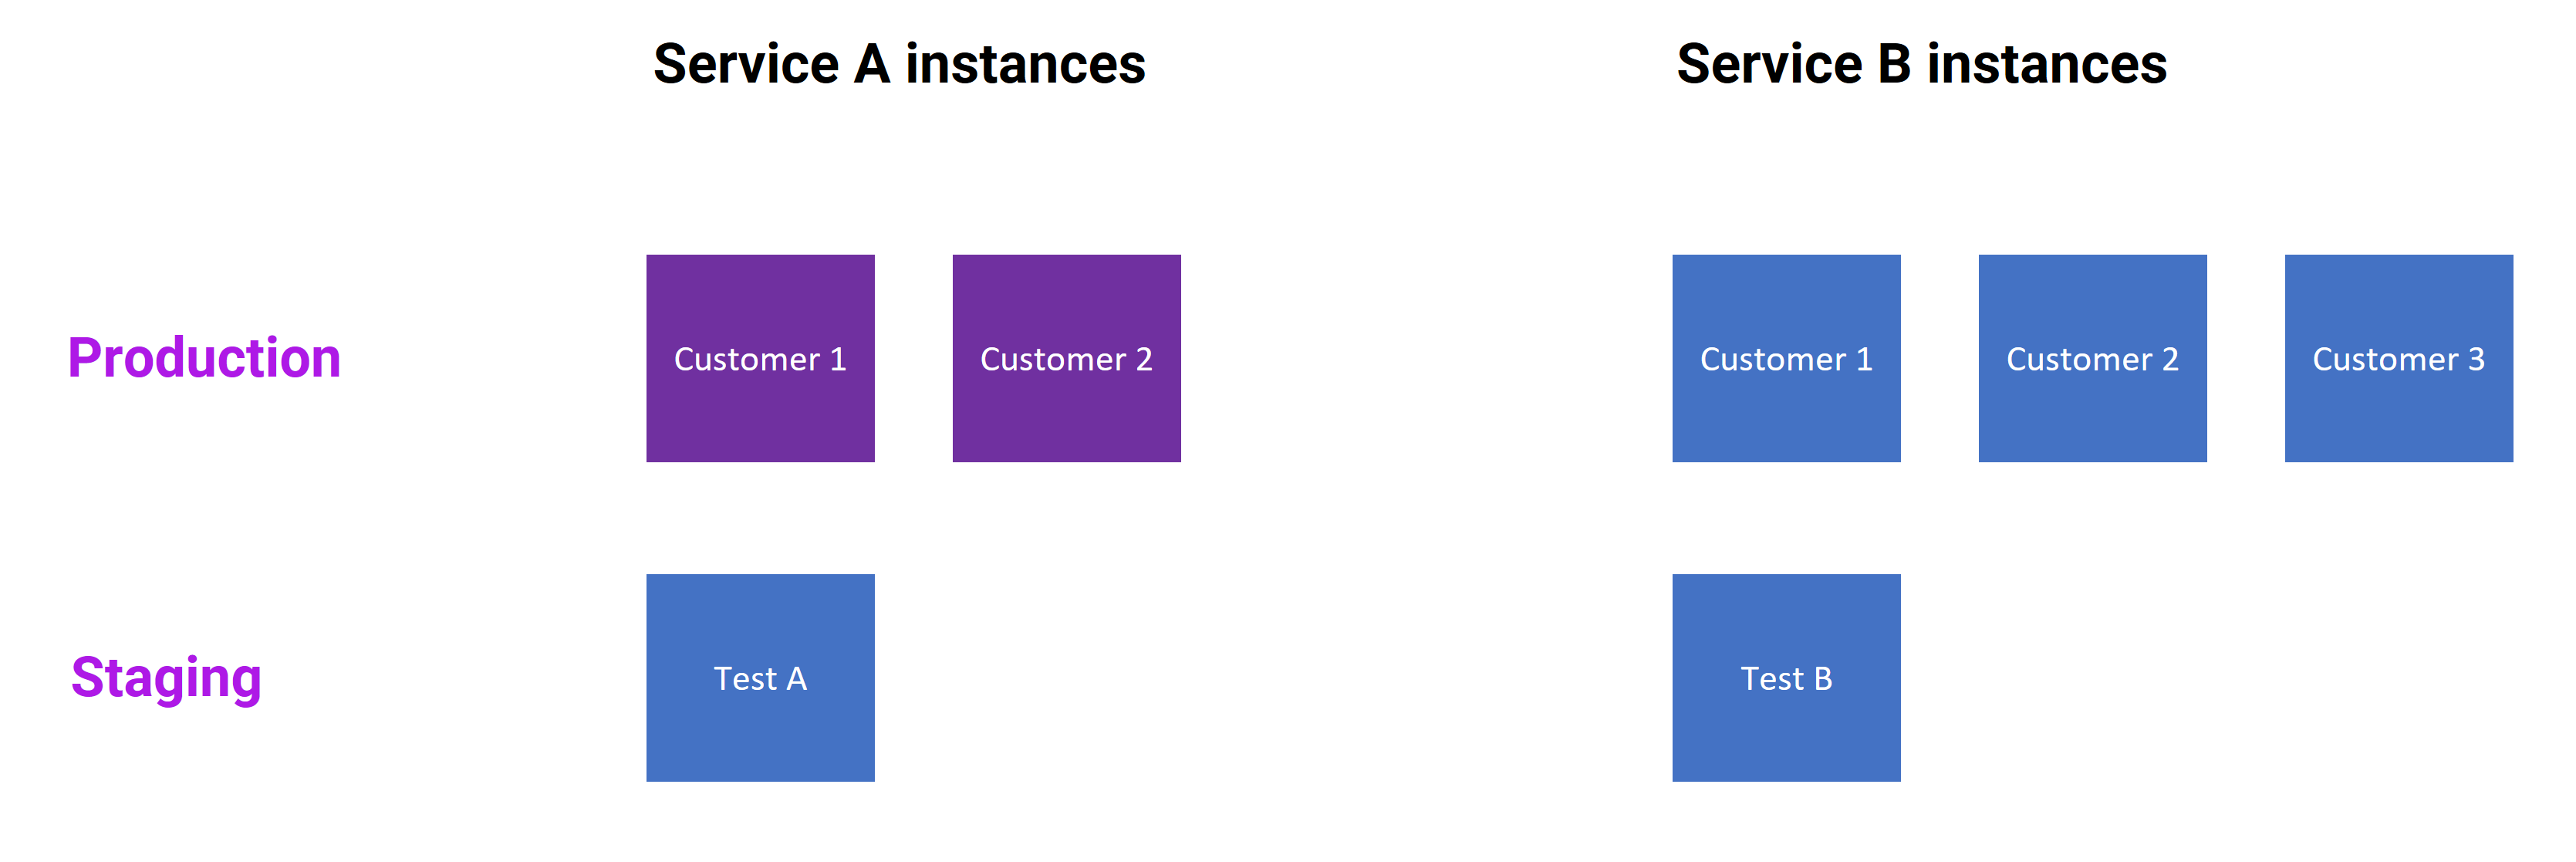 Service A instances
Service B instances
Production
Customer 1
Customer 2
Customer 1
Customer 2
Customer 3
Staging
Test A
Test B